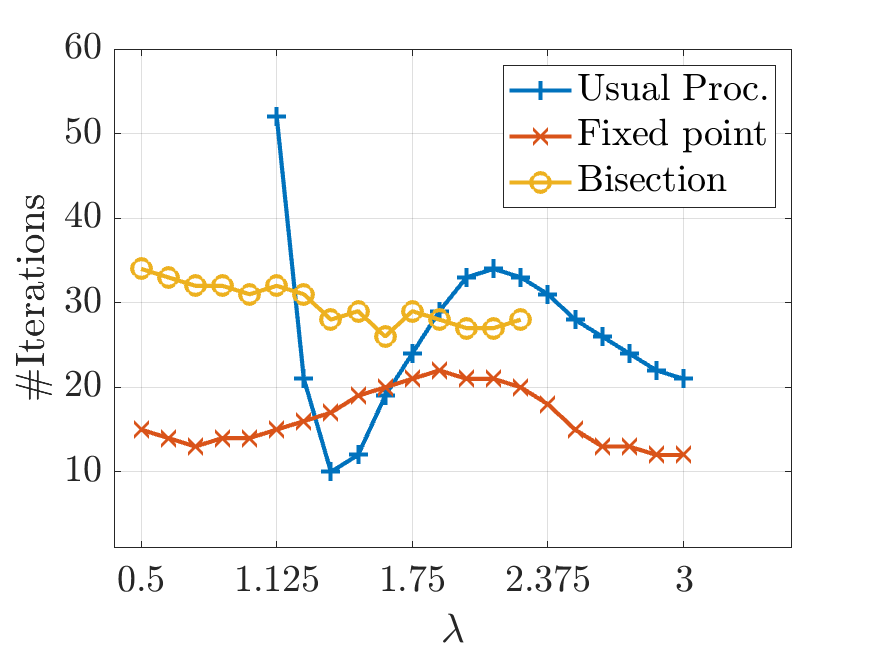 60
50
40
30
20
10
#Iterations
Usual Proc.
Fixed point
Bisection
0.5 1.125 1.75 2.375 3
λ